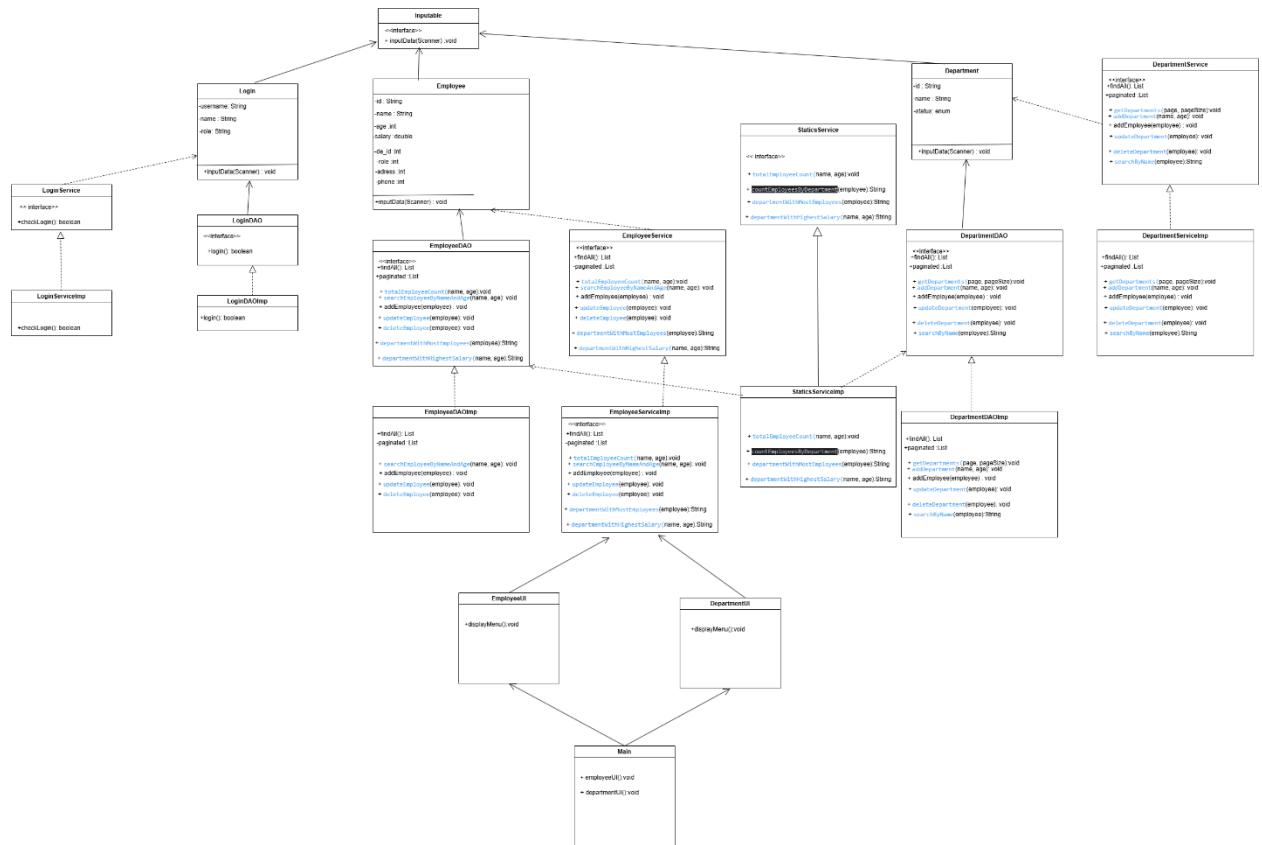 Inputable
<<interface>>
+ inputData(Scanner) :void
Login
-username: String
-name : String
-role: String
+inputData(Scanner) : void
Employee
-id : String
-name : String
-age :int
-salary :double
-de_id :int
-role :int
-adress :int
-phone :int
+inputData(Scanner) : void
Department
-id : String
-name : String
-status: enum
+inputData(Scanner) : void
DepartmentService
<<interface>>
+findAll(): List
+paginated :List
+ getDepartments(page, pageSize):void
+ addDepartment(name, age): void
+ addEmployee(employee) : void
+ updateDepartment(employee): void
+ deleteDepartment(employee): void
+ searchByName(employee):String
StaticsService
<< interface>>
+ totalEmployeeCount(name, age):void
+ countEmployeesByDepartment(employee):String
+ departmentWithMostEmployees(employee):String
+ departmentWithHighestSalary(name, age):String
LoginService
<< interface>>
+checkLogin(): boolean
LoginDAO
<<interface>>
+login(): boolean
LoginServiceImp
+checkLogin(): boolean
LoginDAOImp
+login(): boolean
EmployeeDAO
<<interface>>
+findAll(): List
+paginated :List
+ totalEmployeeCount(name, age):void
+ searchEmployeeByNameAndAge(name, age): void
+ addEmployee(employee) : void
+ updateEmployee(employee): void
+ deleteEmployee(employee): void
+ departmentWithMostEmployees(employee):String
+ departmentWithHighestSalary(name, age):String
EmployeeService
<<interface>>
+findAll(): List
-paginated :List
+ totalEmployeeCount(name, age):void
+ searchEmployeeByNameAndAge(name, age): void
+ addEmployee(employee) : void
+ updateEmployee(employee): void
+ deleteEmployee(employee): void
+ departmentWithMostEmployees(employee):String
+ departmentWithHighestSalary(name, age):String
DepartmentDAO
<<interface>>
+findAll(): List
+paginated :List
+ getDepartments(page, pageSize):void
+ addDepartment(name, age): void
+ addEmployee(employee) : void
+ updateDepartment(employee): void
+ deleteDepartment(employee): void
+ searchByName(employee):String
DepartmentServiceImp
+findAll(): List
+paginated :List
+ getDepartments(page, pageSize):void
+ addDepartment(name, age): void
+ addEmployee(employee) : void
+ updateDepartment(employee): void
+ deleteDepartment(employee): void
+ searchByName(employee):String
EmployeeDAOImp
+findAll(): List
-paginated :List
+ searchEmployeeByNameAndAge(name, age): void
+ addEmployee(employee) : void
+ updateEmployee(employee): void
+ deleteEmployee(employee): void
EmployeeServiceImp
<<interface>>
+findAll(): List
-paginated :List
+ totalEmployeeCount(name, age):void
+ searchEmployeeByNameAndAge(name, age): void
+ addEmployee(employee) : void
+ updateEmployee(employee): void
+ deleteEmployee(employee): void
+ departmentWithMostEmployees(employee):String
+ departmentWithHighestSalary(name, age):String
StaticsServiceImp
+ totalEmployeeCount(name, age):void
+ countEmployeesByDepartment(employee):String
+ departmentWithMostEmployees(employee):String
+ departmentWithHighestSalary(name, age):String
DepartmentDAOImp
+findAll(): List
+paginated :List
+ getDepartments(page, pageSize):void
+ addDepartment(name, age): void
+ addEmployee(employee) : void
+ updateDepartment(employee): void
+ deleteDepartment(employee): void
+ searchByName(employee):String
EmployeeUI
+displayMenu():void
DepartmentUI
+displayMenu():void
Main
+ employeeUI():void
+ departmentUI():void